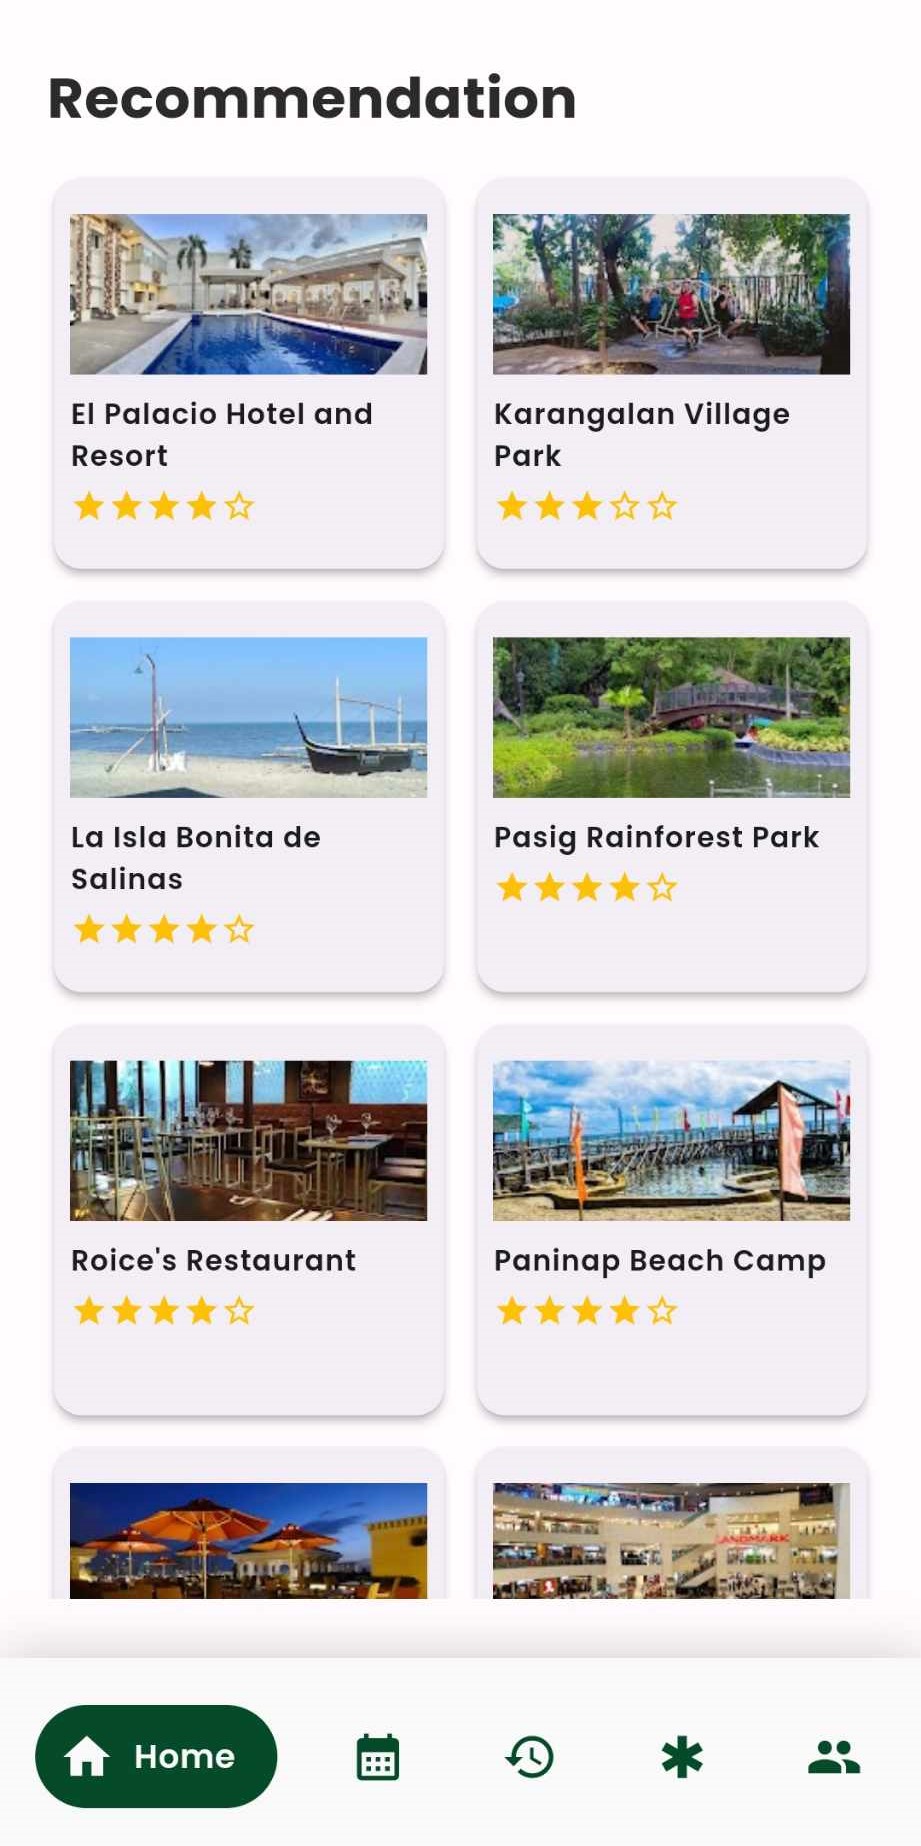 Recommendation
El Palacio Hotel and
Resort
Karangalan Village
Park
La Isla Bonita de
Salinas
Pasig Rainforest Park
Roice's Restaurant
Paninap Beach Camp
LANDMARK
Home